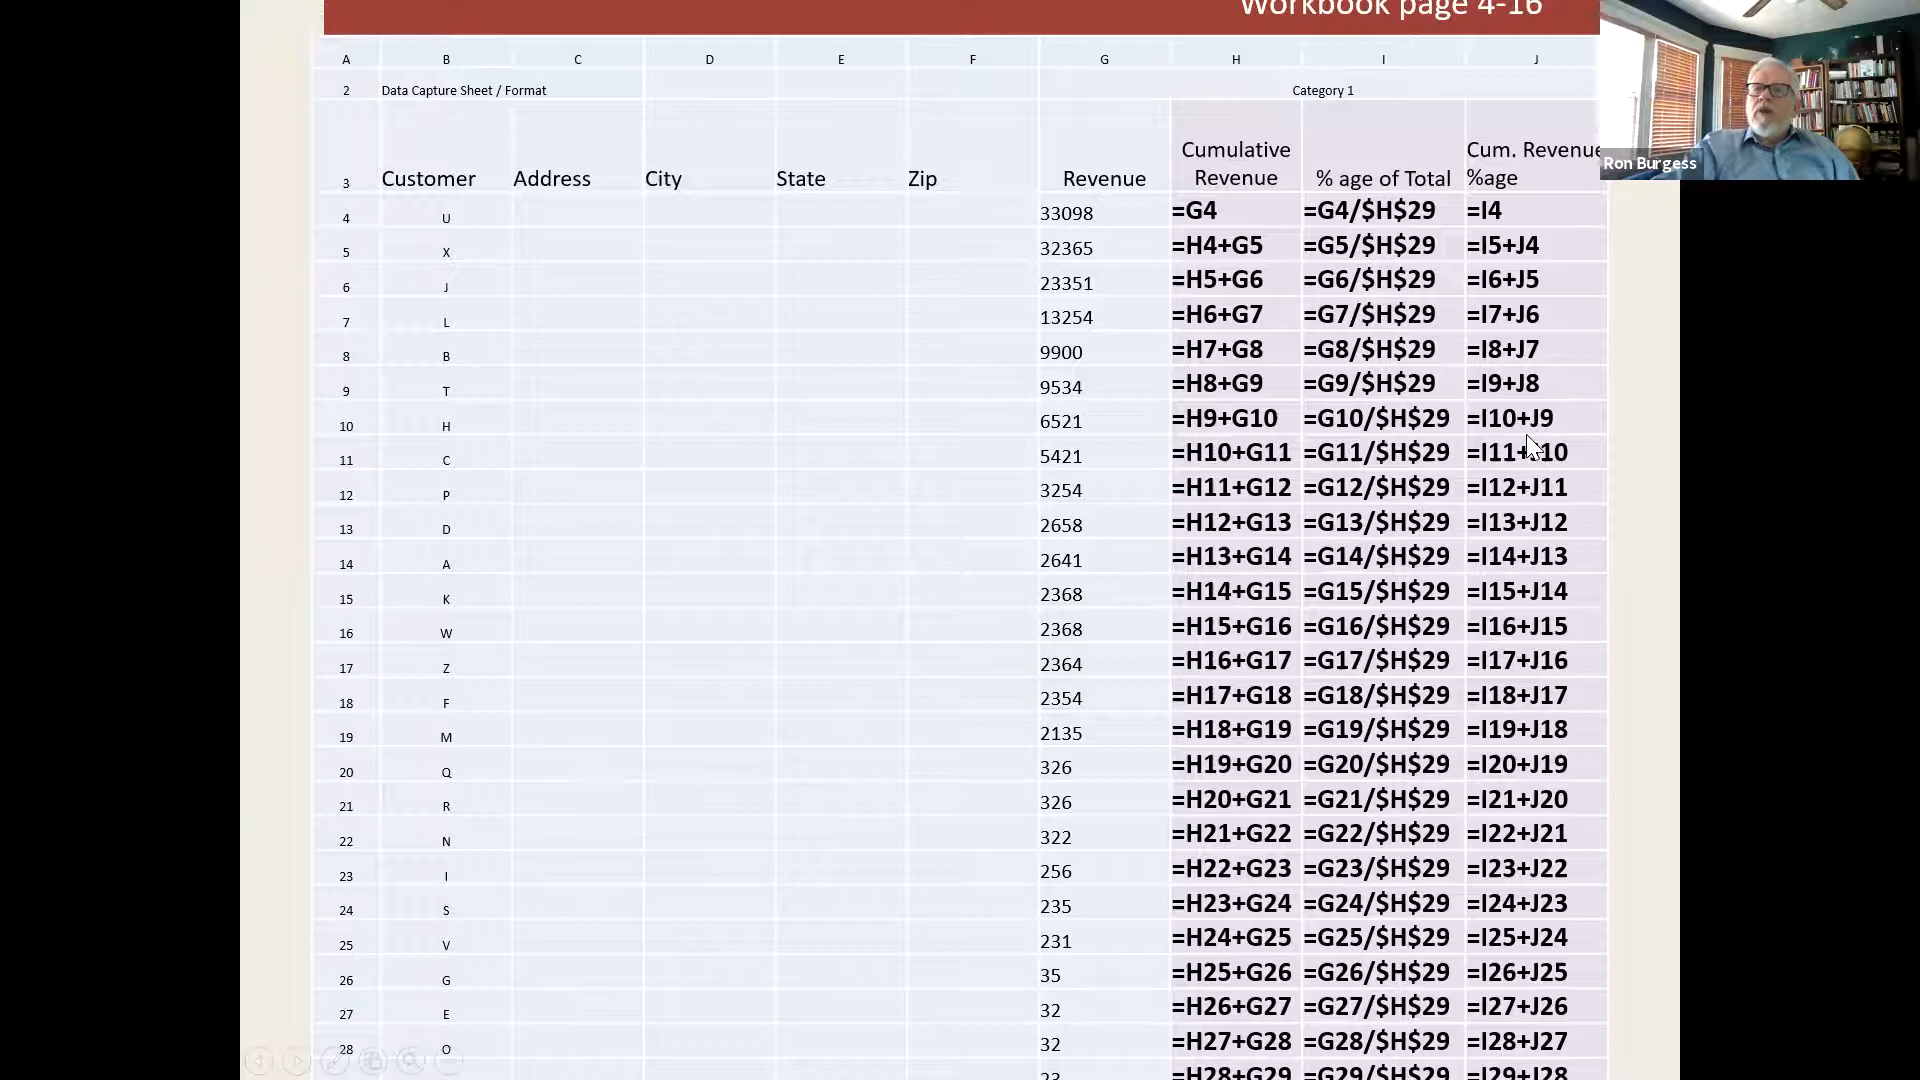 Workbook page 4-16
A B C D E F G H I J
2 Data Capture Sheet / Format Category 1
Cumulative Cum. Revenue
3 Customer Address City State Zip Revenue Revenue % age of Total %age
4 U 33098 =G4 =G4/$H$29 =I4
5 X 32365 =H4+G5 =G5/$H$29 =I5+J4
6 J 23351 =H5+G6 =G6/$H$29 =I6+J5
7 L 13254 =H6+G7 =G7/$H$29 =I7+J6
8 B 9900 =H7+G8 =G8/$H$29 =I8+J7
9 T 9534 =H8+G9 =G9/$H$29 =I9+J8
10 H 6521 =H9+G10 =G10/$H$29 =I10+J9
11 C 5421 =H10+G11 =G11/$H$29 =I11+J10
12 P 3254 =H11+G12 =G12/$H$29 =I12+J11
13 D 2658 =H12+G13 =G13/$H$29 =I13+J12
14 A 2641 =H13+G14 =G14/$H$29 =I14+J13
15 K 2368 =H14+G15 =G15/$H$29 =I15+J14
16 W 2368 =H15+G16 =G16/$H$29 =I16+J15
17 Z 2364 =H16+G17 =G17/$H$29 =I17+J16
18 F 2354 =H17+G18 =G18/$H$29 =I18+J17
19 M 2135 =H18+G19 =G19/$H$29 =I19+J18
20 Q 326 =H19+G20 =G20/$H$29 =I20+J19
21 R 326 =H20+G21 =G21/$H$29 =I21+J20
22 N 322 =H21+G22 =G22/$H$29 =I22+J21
23 I 256 =H22+G23 =G23/$H$29 =I23+J22
24 S 235 =H23+G24 =G24/$H$29 =I24+J23
25 V 231 =H24+G25 =G25/$H$29 =I25+J24
26 G 35 =H25+G26 =G26/$H$29 =I26+J25
27 E 32 =H26+G27 =G27/$H$29 =I27+J26
28 O 32 =H27+G28 =G28/$H$29 =I28+J27
23 =H28+G29 =G29/$H$29 =I29+J28
Ron Burgess